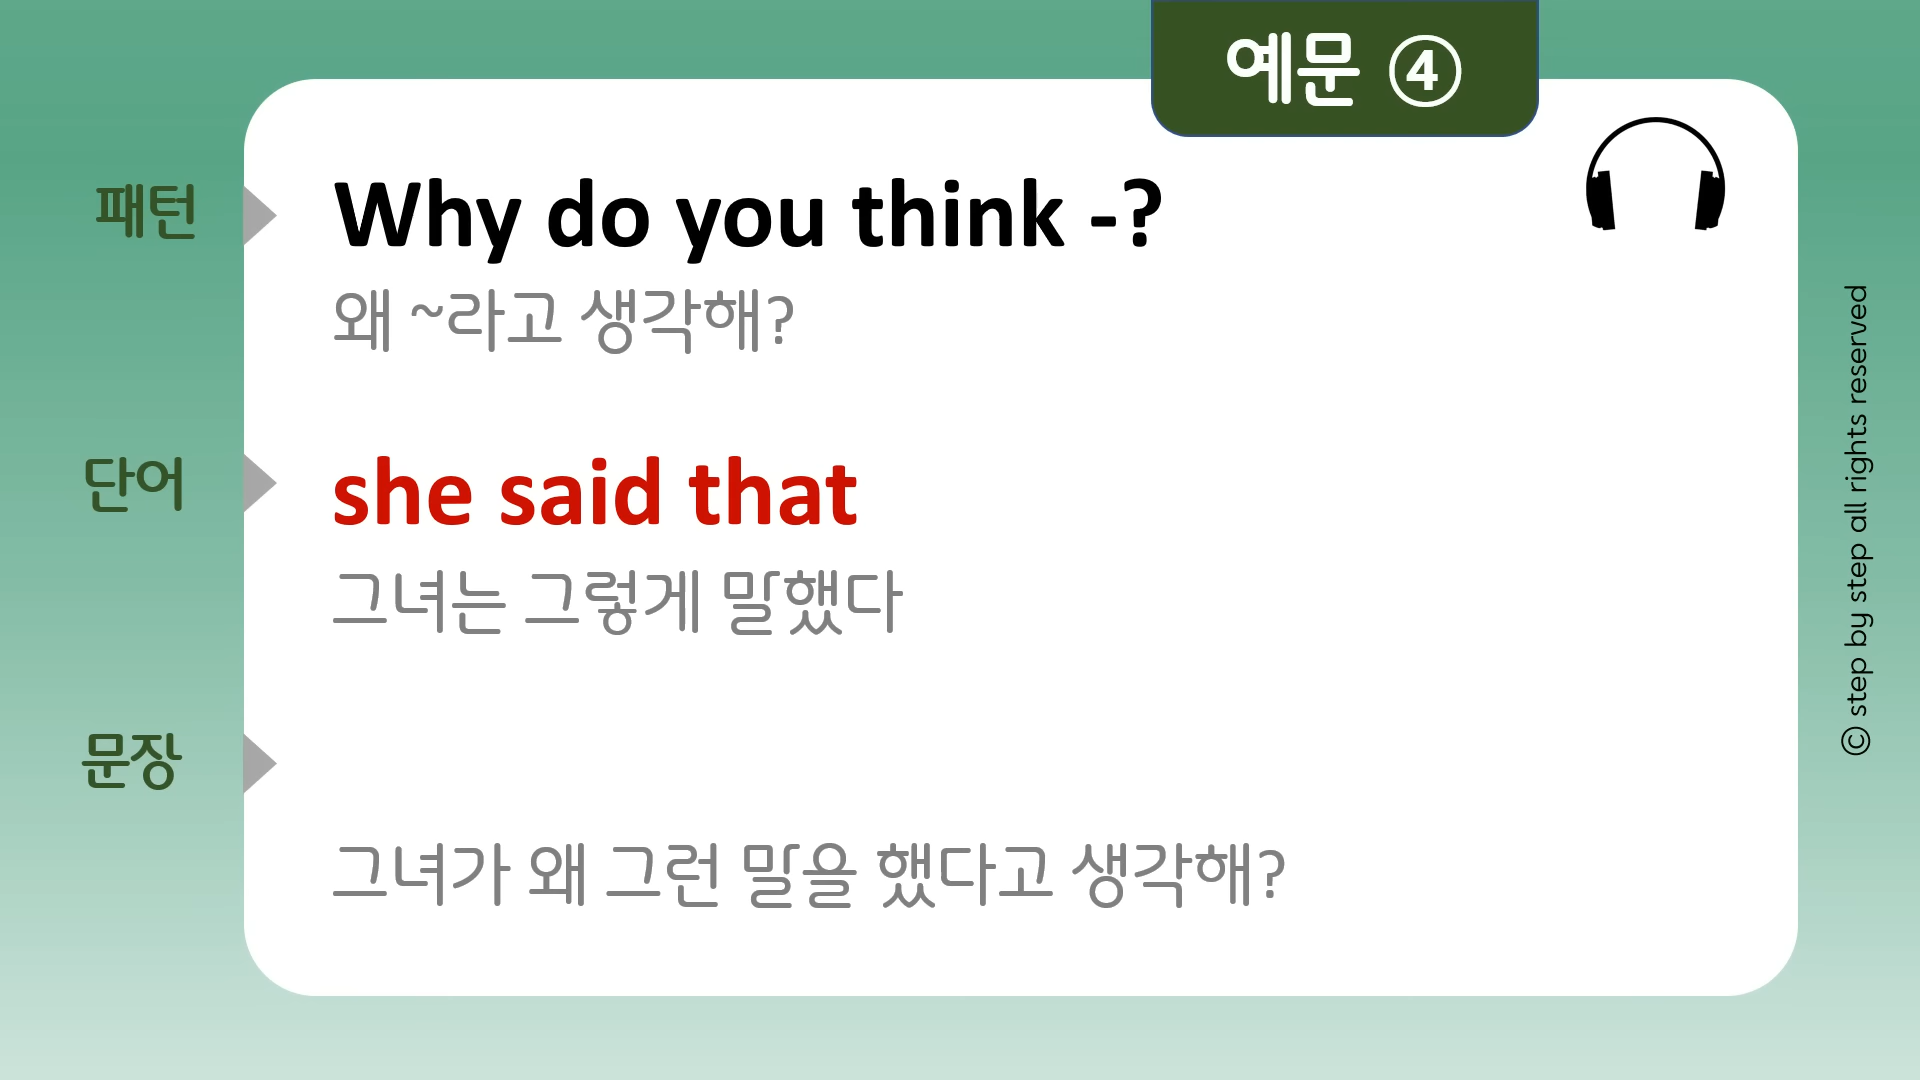 예문 ④
패턴
Why do you think -?
왜 ~라고 생각해?
단어
she said that
그녀는 그렇게 말했다
문장
그녀가 왜 그런 말을 했다고 생각해?
© step by step all rights reserved